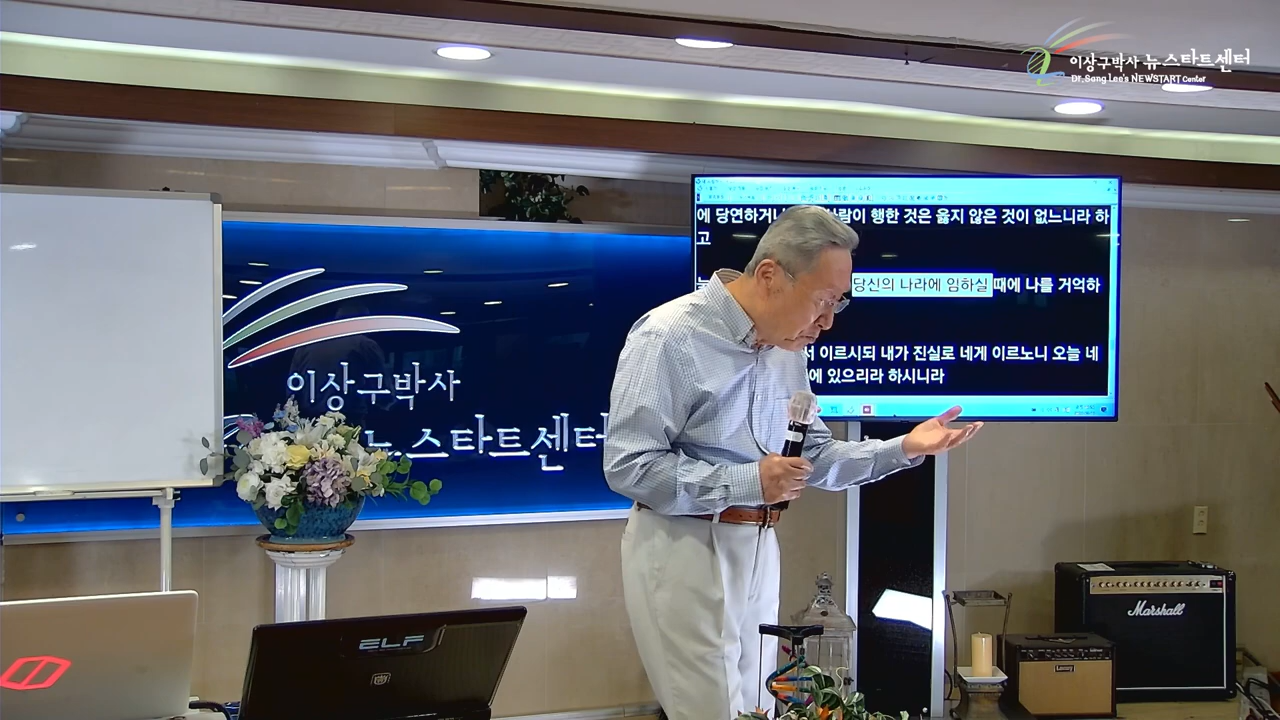 이상구박사 뉴스타트센터
Dr.Sang Lee's NEWSTART Center
에 당연하거니 사람이 행한 것은 옳지 않은 것이 없느니라 하
고
당신의 나라에 임하실 때에 나를 기억하
서 이르시되 내가 진실로 네게 이르노니 오늘 네
에 있으리라 하시니라
이상구박사
뉴스타트센터
ELF
Marshall
Laney